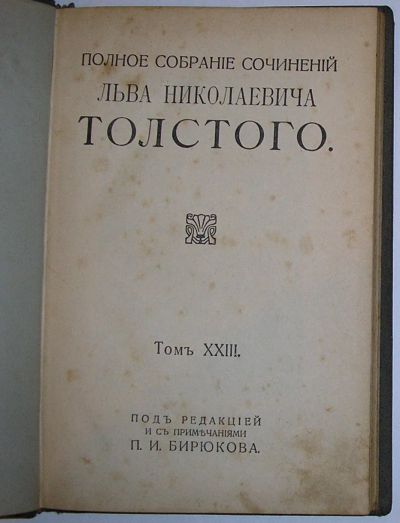 ПОЛНОЕ СОБРАНІЕ СОЧИНЕНІЙ
ЛЬВА НИКОЛАЕВИЧА
ТОЛСТОГО.
Томъ XXIII.
ПОДЪ РЕДАКЦІЕЙ
И СЪ ПРИМѢЧАНІЯМИ
П. И. БИРЮКОВА.